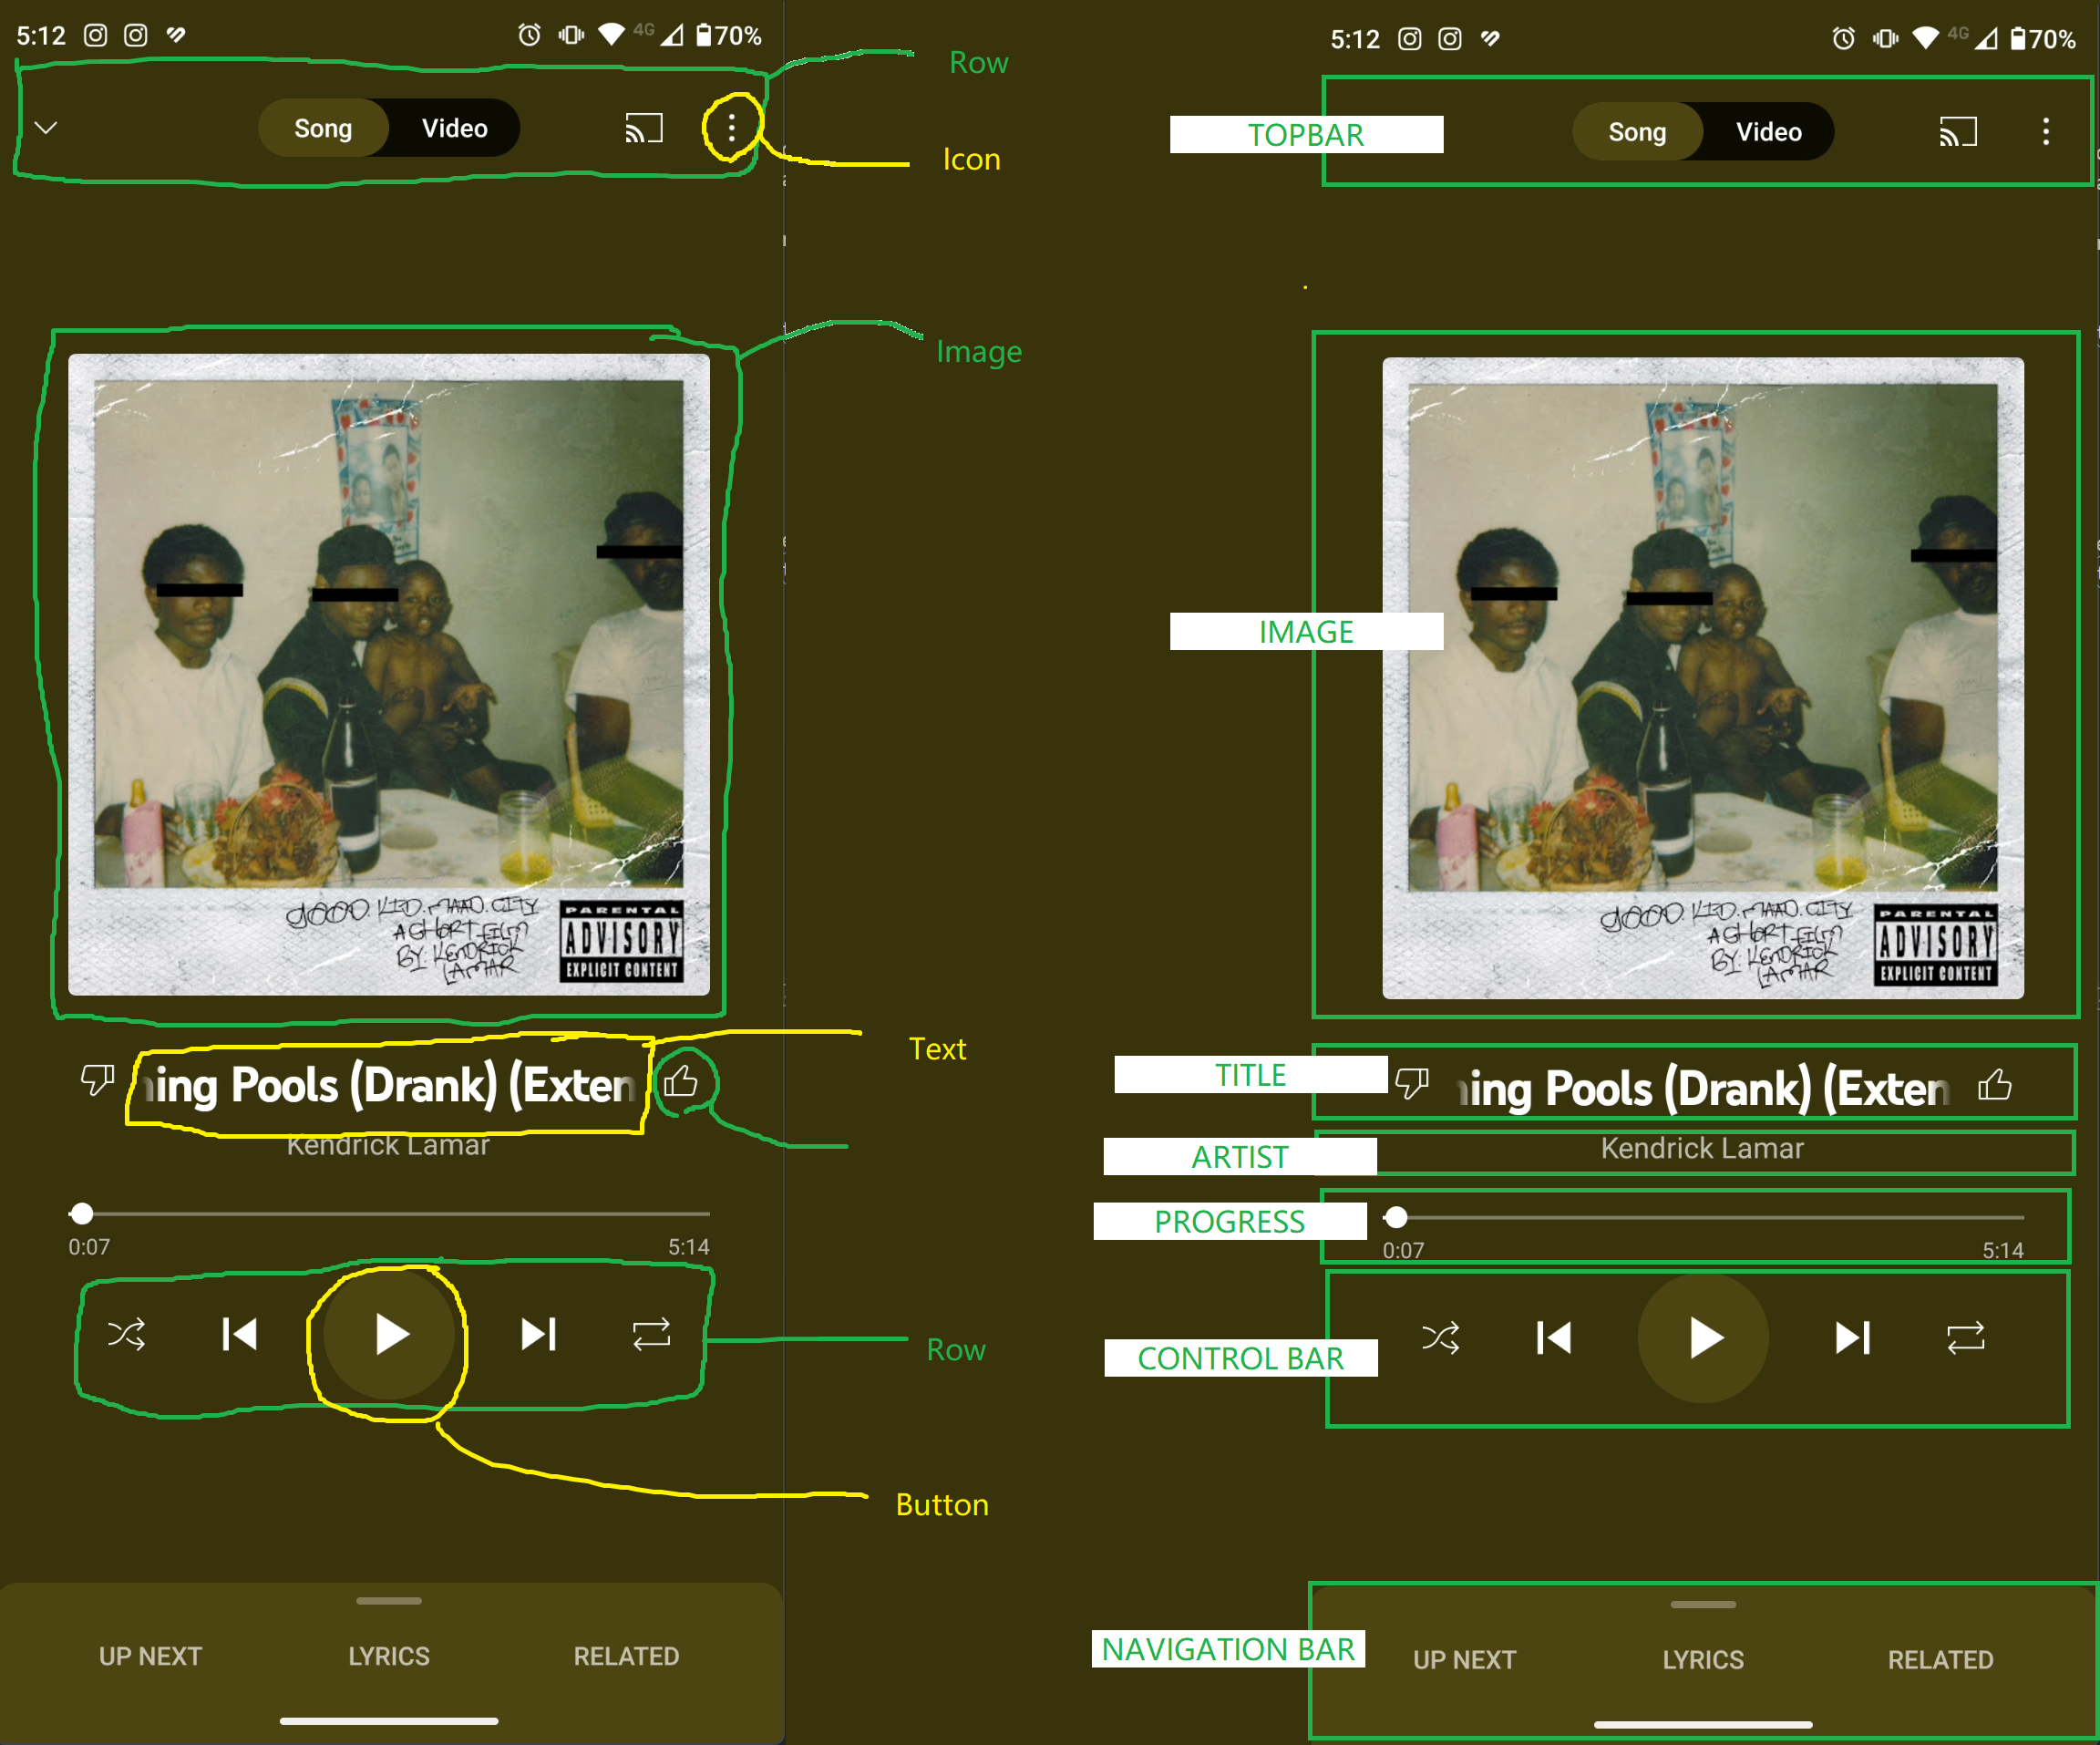 5:12
4G
70%
Row
Song
Video
Icon
Image
gOOD. KID. mAAD. CITY
A SHORT FILM
BY. KENDRICK
LAMAR
PARENTAL
ADVISORY
EXPLICIT CONTENT
Text
ing Pools (Drank) (Exten
Kendrick Lamar
0:07
5:14
Row
Button
UP NEXT
LYRICS
RELATED
5:12
4G
70%
TOPBAR
Song
Video
IMAGE
gOOD. KID. mAAD. CITY
A SHORT FILM
BY. KENDRICK
LAMAR
PARENTAL
ADVISORY
EXPLICIT CONTENT
TITLE
ing Pools (Drank) (Exten
ARTIST
Kendrick Lamar
PROGRESS
0:07
5:14
CONTROL BAR
NAVIGATION BAR
UP NEXT
LYRICS
RELATED